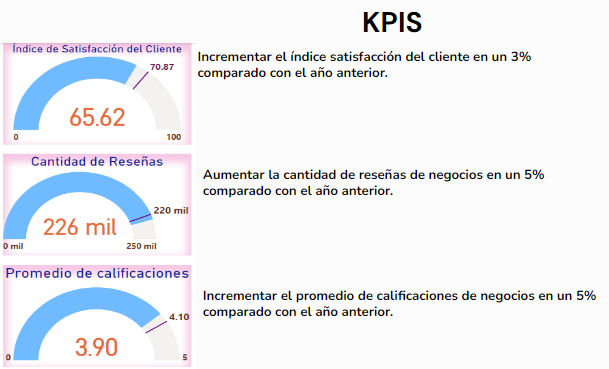 KPIS
Índice de Satisfacción del Cliente
70.87
65.62
0
100
Incrementar el índice satisfacción del cliente en un 3%
comparado con el año anterior.
Cantidad de Reseñas
220 mil
226 mil
0 mil
250 mil
Aumentar la cantidad de reseñas de negocios en un 5%
comparado con el año anterior.
Promedio de calificaciones
4.10
3.90
0
5
Incrementar el promedio de calificaciones de negocios en un 5%
comparado con el año anterior.